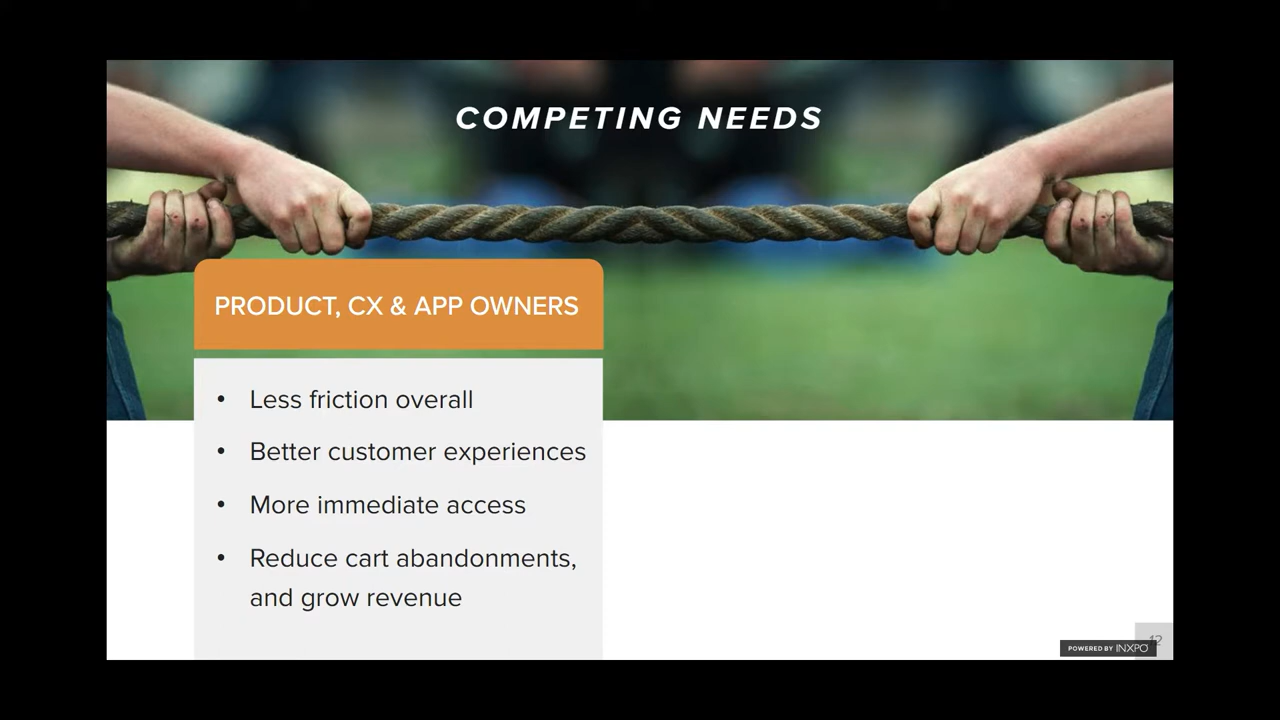 COMPETING NEEDS
PRODUCT, CX & APP OWNERS
• Less friction overall
• Better customer experiences
• More immediate access
• Reduce cart abandonments,
and grow revenue
12
POWERED BY INXPO